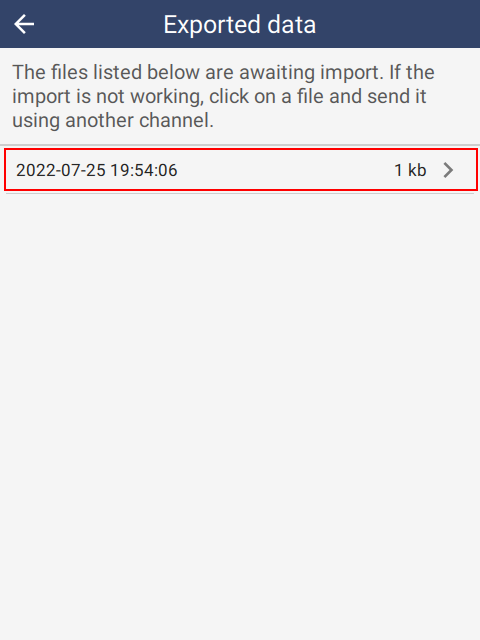 Exported data
The files listed below are awaiting import. If the
import is not working, click on a file and send it
using another channel.
2022-07-25 19:54:06 1 kb